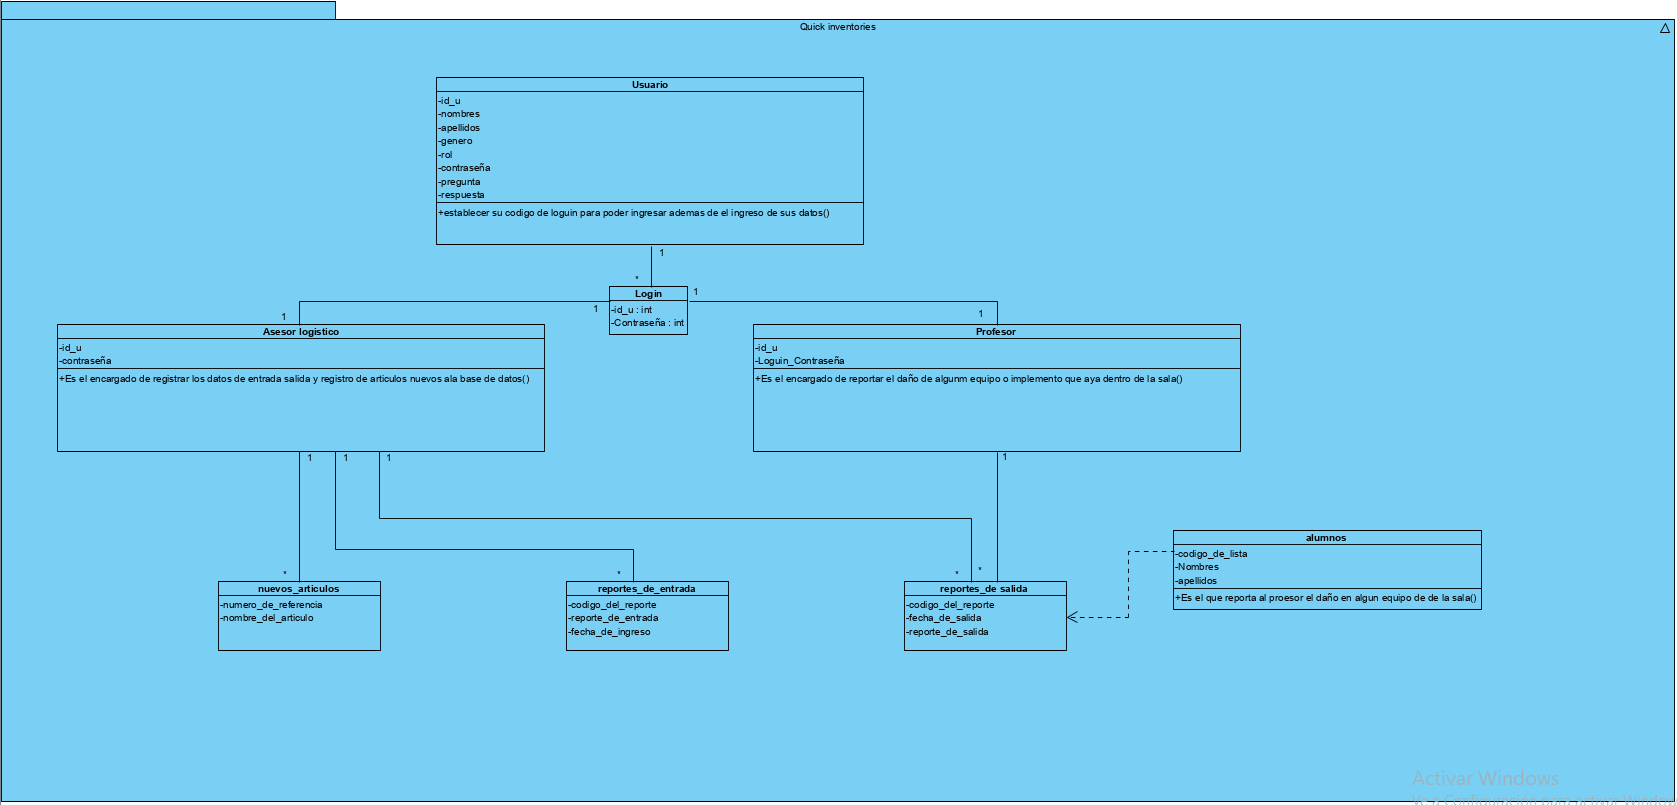 Quick inventories
Usuario
-id_u
-nombres
-apellidos
-genero
-rol
-contraseña
-pregunta
-respuesta
+establecer su codigo de loguin para poder ingresar ademas de el ingreso de sus datos()
1
*
Login
-id_u : int
-Contraseña : int
1
1
1
1
Asesor logistico
-id_u
-contraseña
+Es el encargado de registrar los datos de entrada salida y registro de articulos nuevos ala base de datos()
Profesor
-id_u
-Loguin_Contraseña
+Es el encargado de reportar el daño de algunm equipo o implemento que aya dentro de la sala()
1
1
1
1
*
*
*
*
nuevos_articulos
-numero_de_referencia
-nombre_del_articulo
reportes_de_entrada
-codigo_del_reporte
-reporte_de_entrada
-fecha_de_ingreso
reportes_de salida
-codigo_del_reporte
-fecha_de_salida
-reporte_de_salida
alumnos
-codigo_de_lista
-Nombres
-apellidos
+Es el que reporta al proesor el daño en algun equipo de de la sala()
Activar Windows